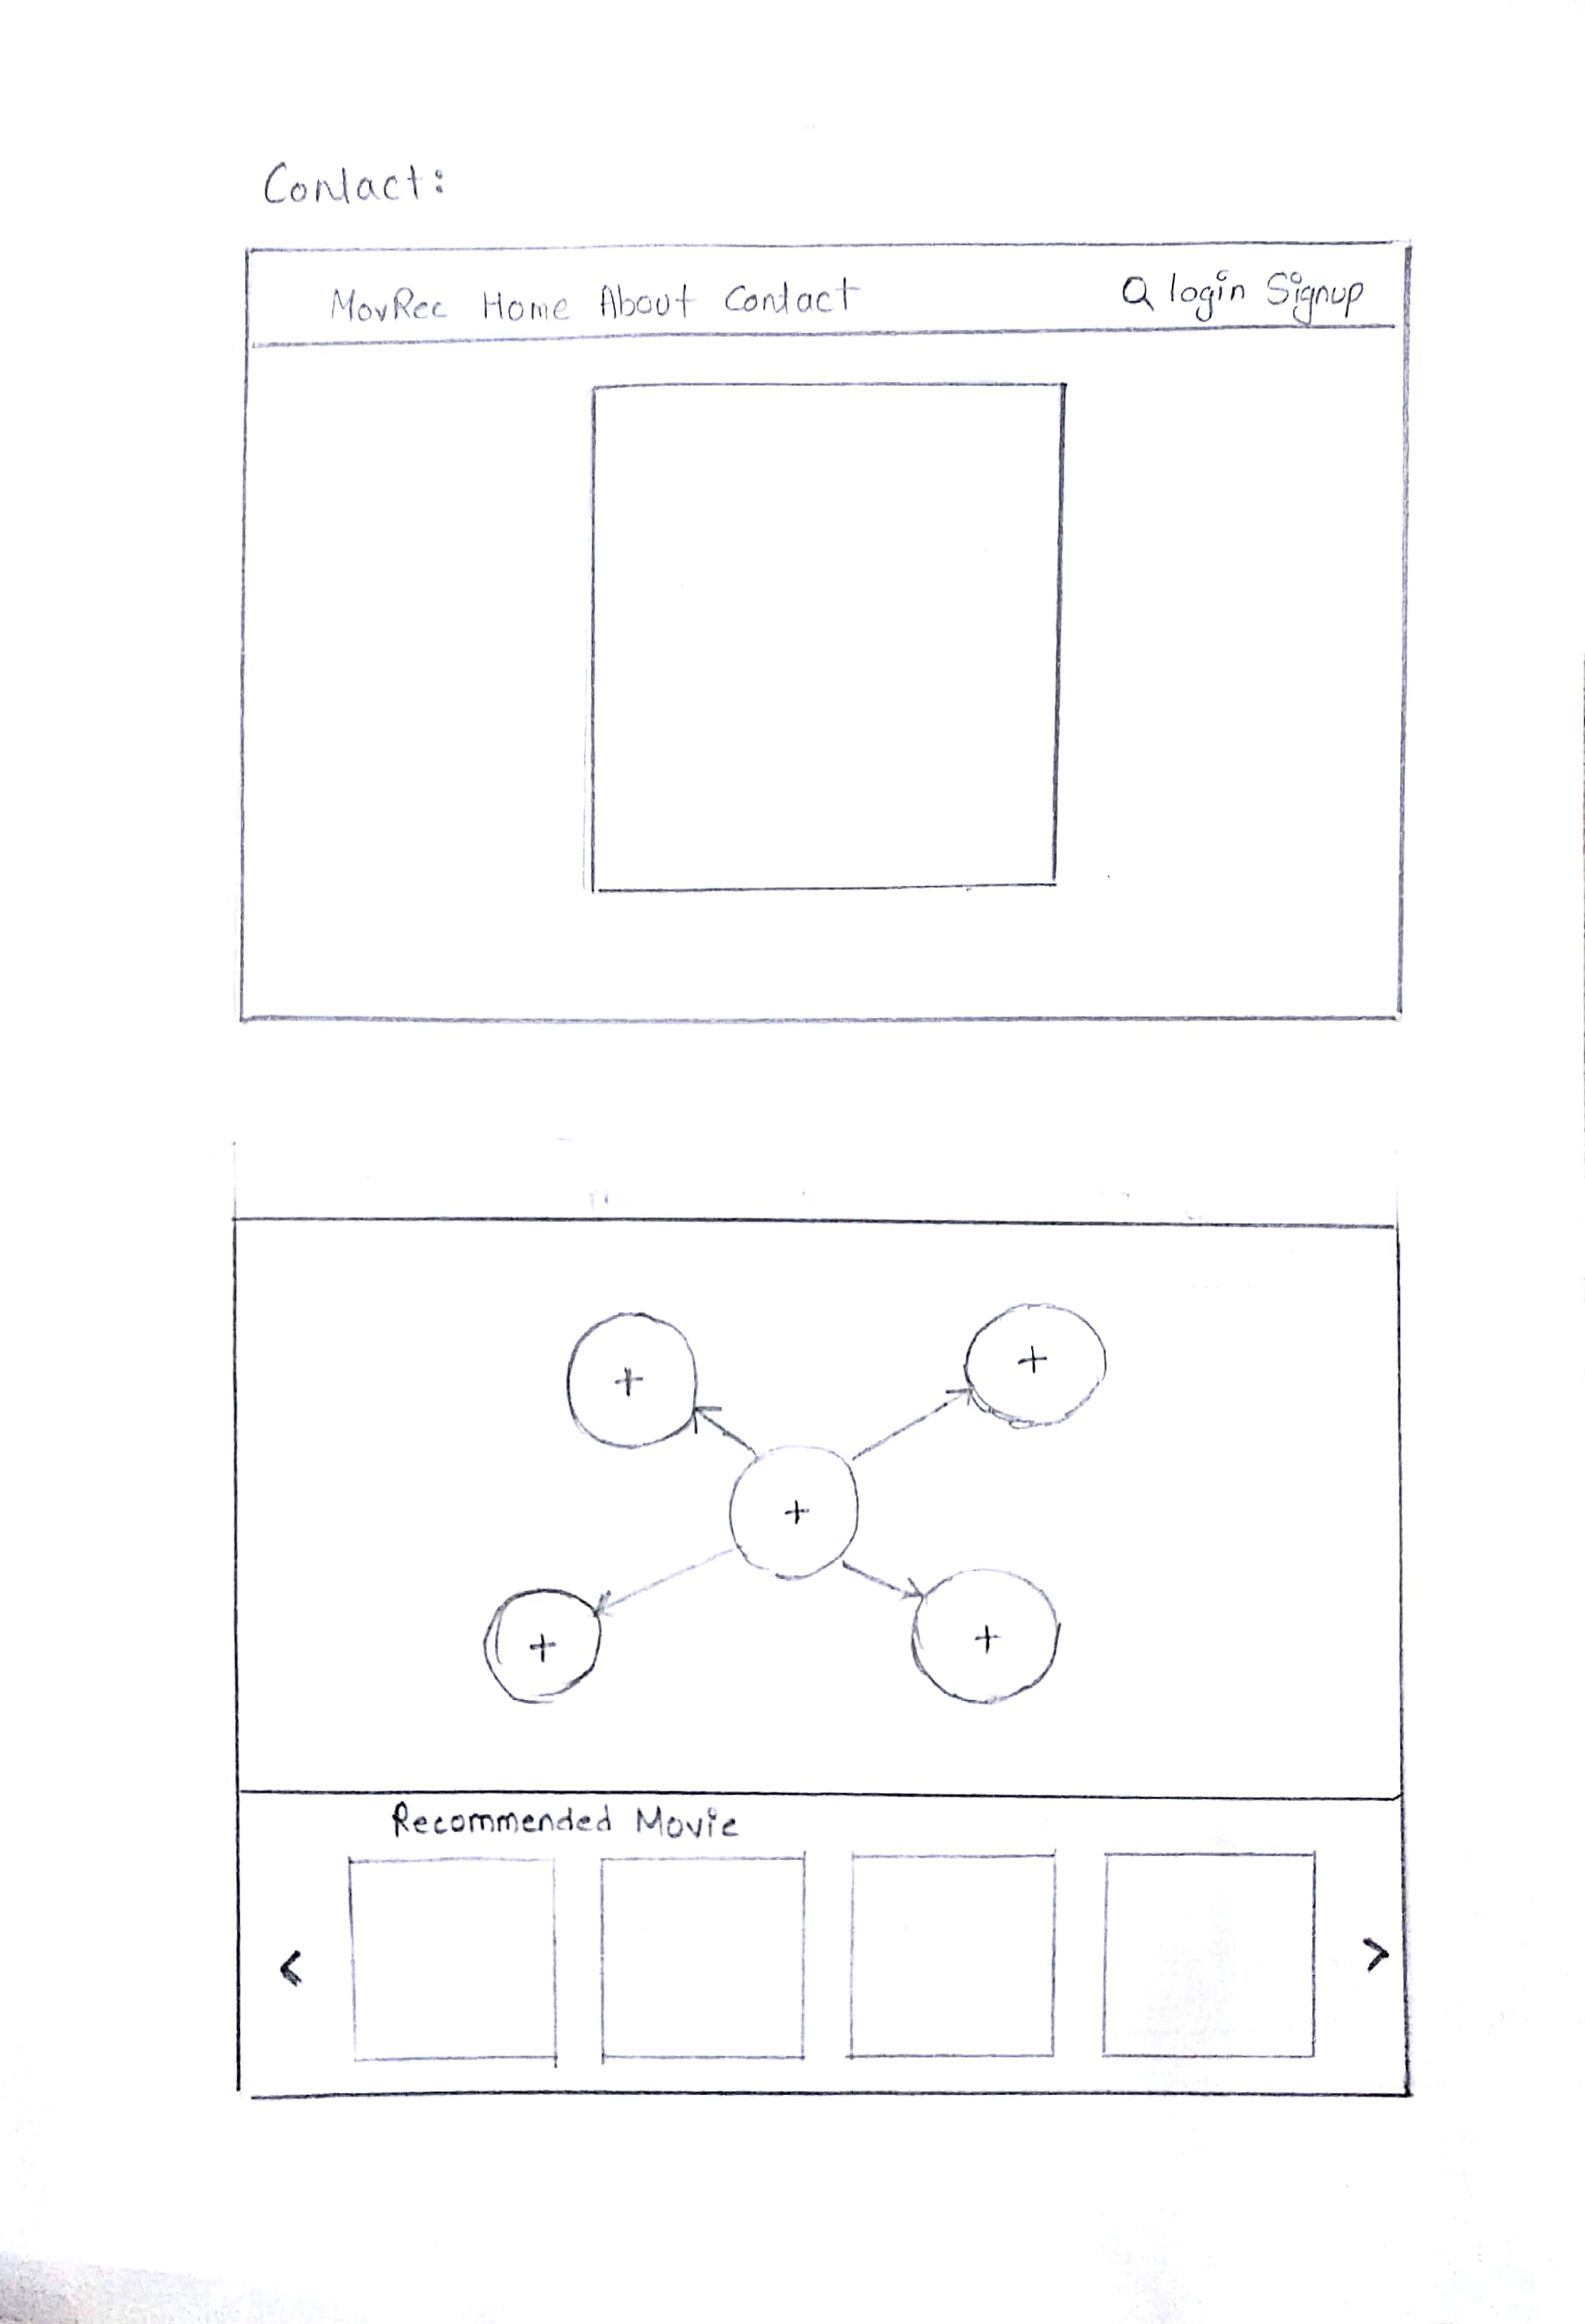 Contact:
MovRec Home About Contact login Signup
+ +
+
+ +
Recommended Movie
< >